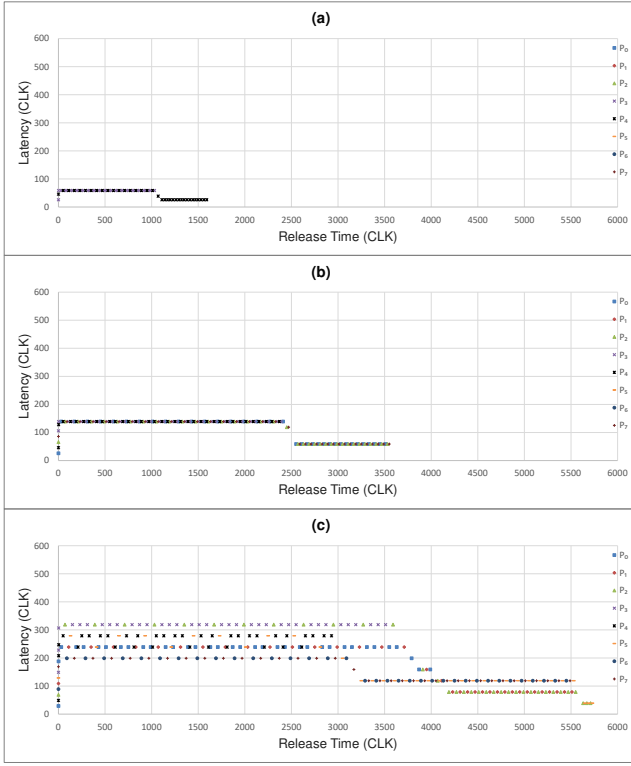 (a)
600
500
400
300
200
100
0
Latency (CLK)
0 500 1000 1500 2000 2500 3000 3500 4000 4500 5000 5500 6000
Release Time (CLK)
P₀
P₁
P₂
P₃
P₄
P₅
P₆
P₇
(b)
600
500
400
300
200
100
0
Latency (CLK)
0 500 1000 1500 2000 2500 3000 3500 4000 4500 5000 5500 6000
Release Time (CLK)
P₀
P₁
P₂
P₃
P₄
P₅
P₆
P₇
(c)
600
500
400
300
200
100
0
Latency (CLK)
0 500 1000 1500 2000 2500 3000 3500 4000 4500 5000 5500 6000
Release Time (CLK)
P₀
P₁
P₂
P₃
P₄
P₅
P₆
P₇